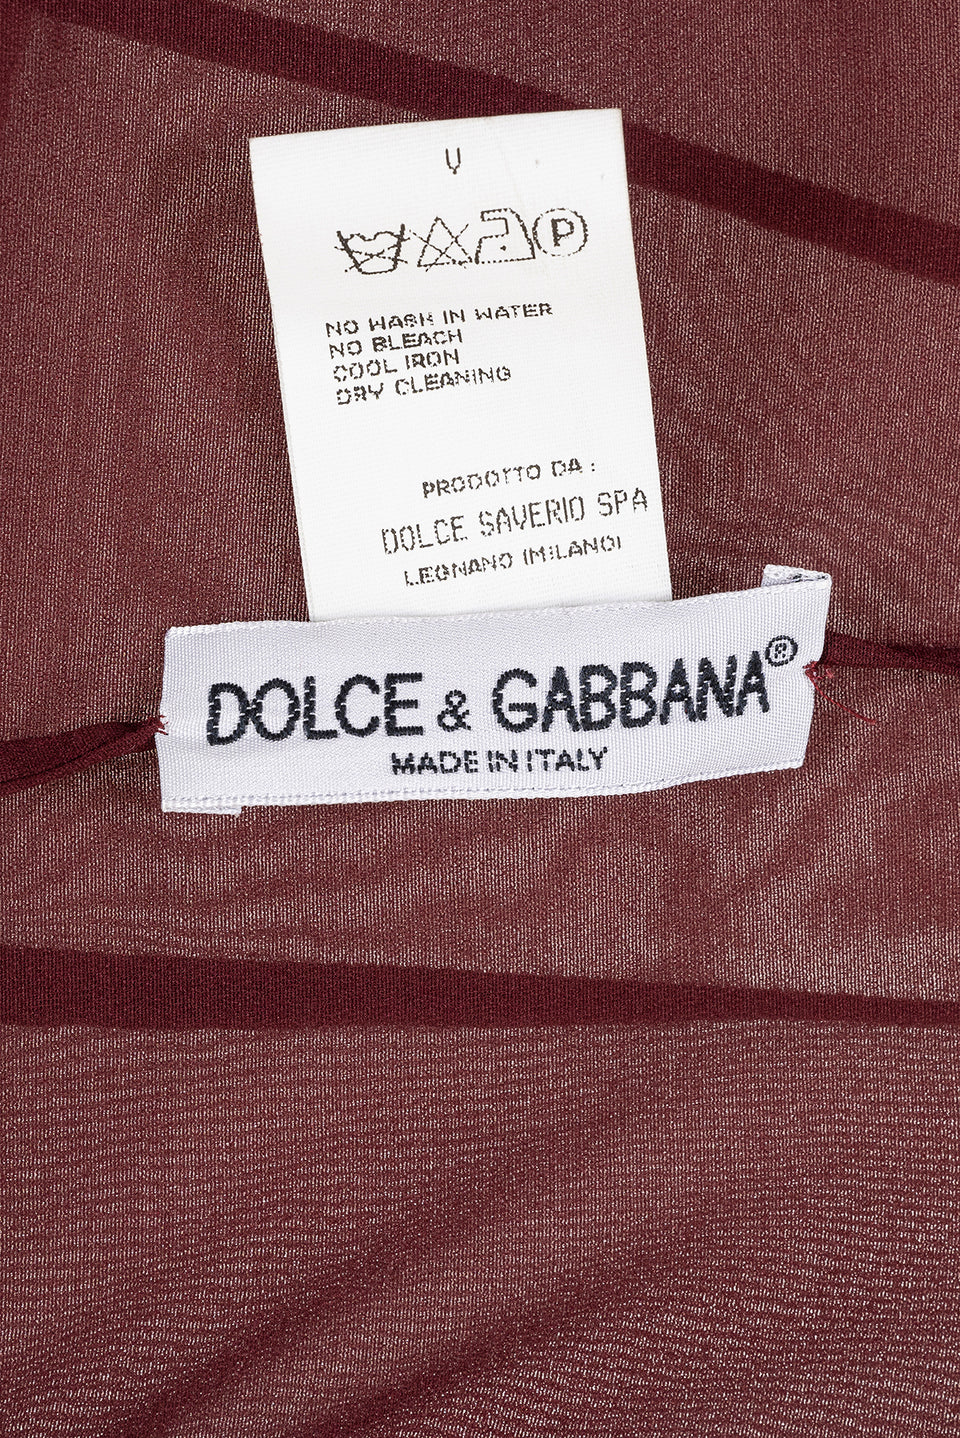 V
P
NO WASH IN WATER
NO BLEACH
COOL IRON
DRY CLEANING
PRODOTTO DA :
DOLCE SAVERIO SPA
LEGNANO (MILANO)
DOLCE & GABBANA®
MADE IN ITALY